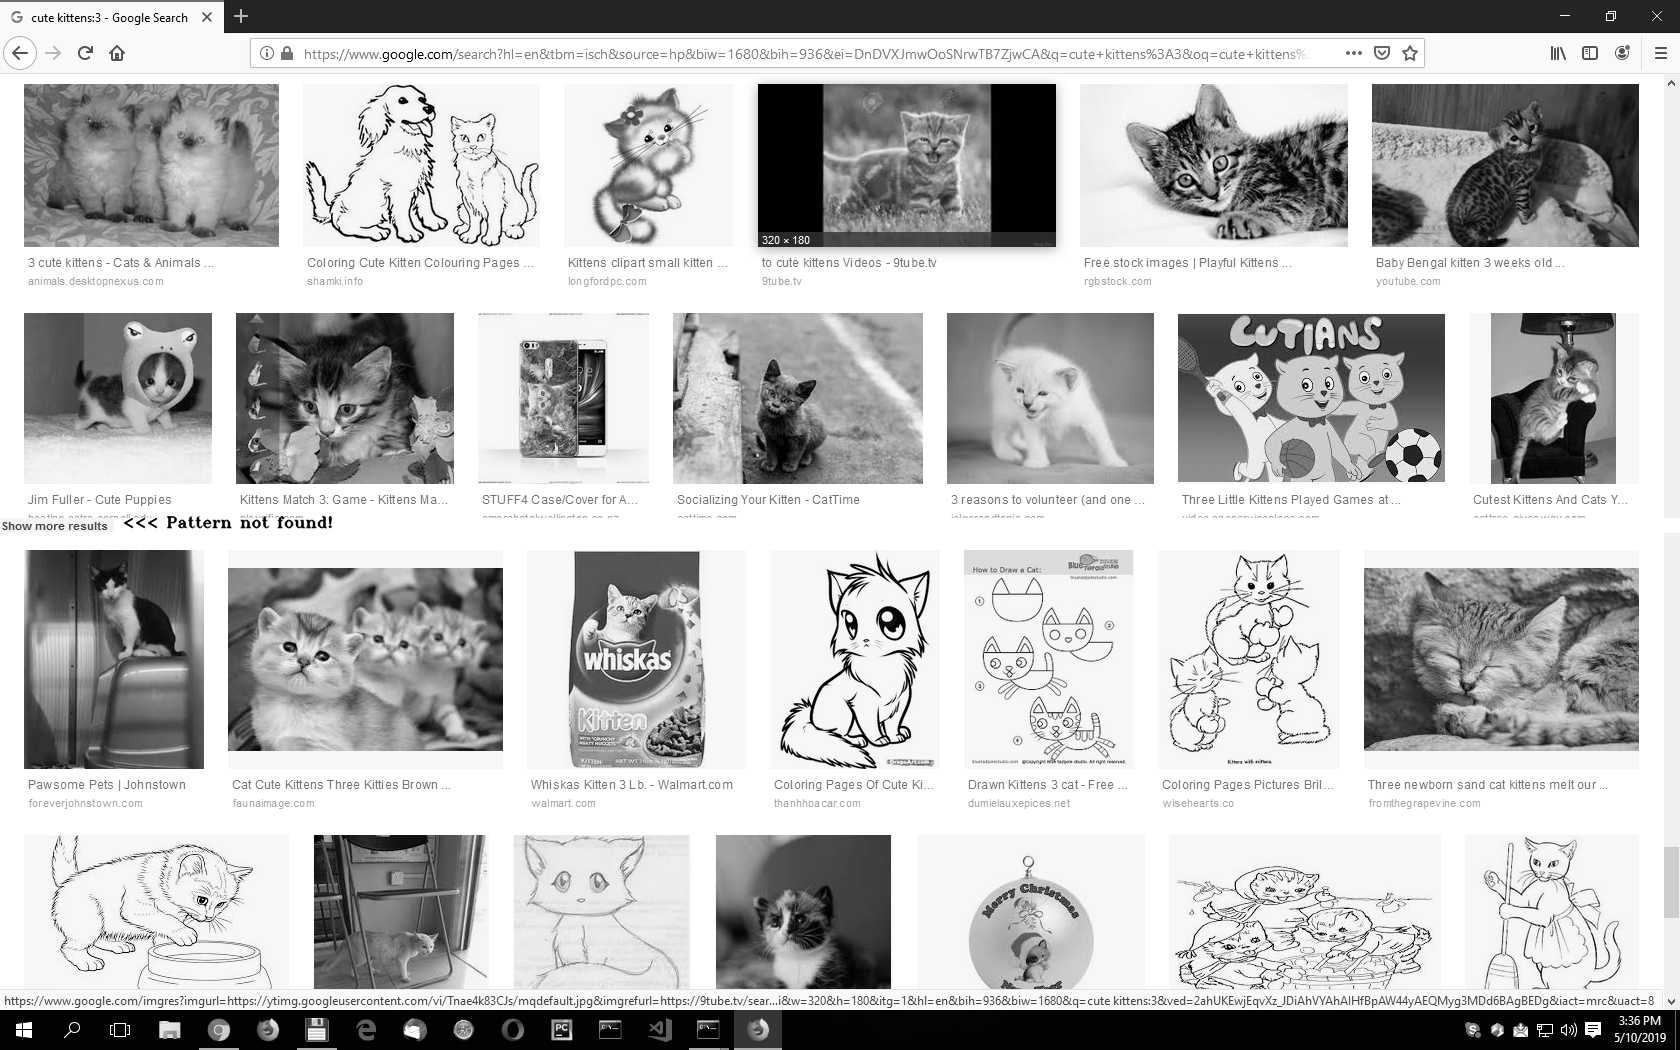 cute kittens:3 - Google Search
https://www.google.com/search?hl=en&tbm=isch&source=hp&biw=1680&bih=936&ei=DnDVXJmwOoSNrwTB7ZjwCA&q=cute+kittens%3A3&oq=cute+kittens%
320 × 180
3 cute kittens - Cats & Animals ...
animals.desktopnexus.com
Coloring Cute Kitten Colouring Pages ...
shamki.info
Kittens clipart small kitten ...
longfordpc.com
to cute kittens Videos - 9tube.tv
9tube.tv
Free stock images | Playful Kittens ...
rgbstock.com
Baby Bengal kitten 3 weeks old ...
youtube.com
CUTIANS
Jim Fuller - Cute Puppies
Kittens Match 3. Game - Kittens Ma...
STUFF4 Case/Cover for A...
Socializing Your Kitten - CatTime
3 reasons to volunteer (and one ...
Three Little Kittens Played Games at ...
Cutest Kittens And Cats Y...
Show more results
<<< Pattern not found!
whiskas
Kitten
How to Draw a Cat:
Kittens with mittens.
Pawsome Pets | Johnstown
foreverjohnstown.com
Cat Cute Kittens Three Kitties Brown ...
faunaimage.com
Whiskas Kitten 3 Lb. - Walmart.com
walmart.com
Coloring Pages Of Cute Ki...
thanhhoacar.com
Drawn Kittens 3 cat - Free ...
dumielauxepices.net
Coloring Pages Pictures Bril...
wisehearts.co
Three newborn sand cat kittens melt our ...
fromthegrapevine.com
Merry Christmas
https://www.google.com/imgres?imgurl=https://ytimg.googleusercontent.com/vi/Tnae4k83CJs/mqdefault.jpg&imgrefurl=https://9tube.tv/sear...i&w=320&h=180&itg=1&hl=en&bih=936&biw=1680&q=cute kittens:3&ved=2ahUKEwjEqvXz_JDiAhVYAhAIHfBpAW44yAEQMyg3MDd6BAgBEDg&iact=mrc&uact=8
3:36 PM
5/10/2019